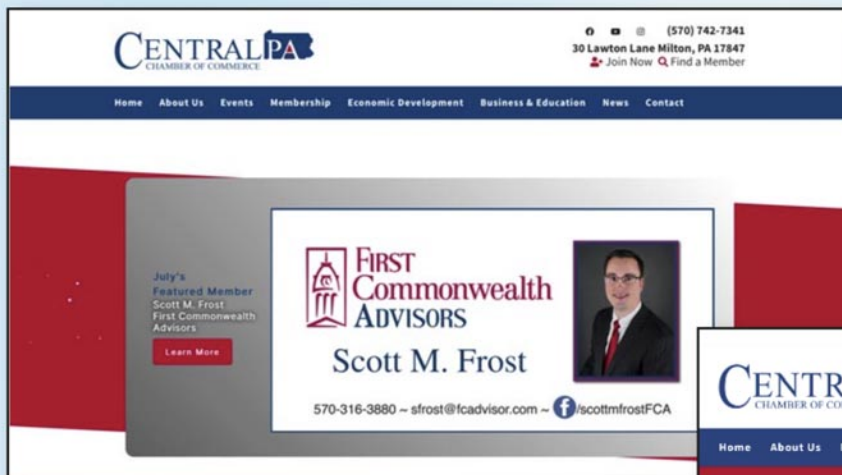 CENTRAL PA
CHAMBER OF COMMERCE
(570) 742-7341
30 Lawton Lane Milton, PA 17847
Join Now Find a Member
Home About Us Events Membership Economic Development Business & Education News Contact
July's
Featured Member
Scott M. Frost
First Commonwealth
Advisors
Learn More
FIRST
COMMONWEALTH
ADVISORS
Scott M. Frost
570-316-3880 ~ sfrost@fcadvisor.com ~ f/scottmfrostFCA
CENTR
CHAMBER OF CO
Home About Us